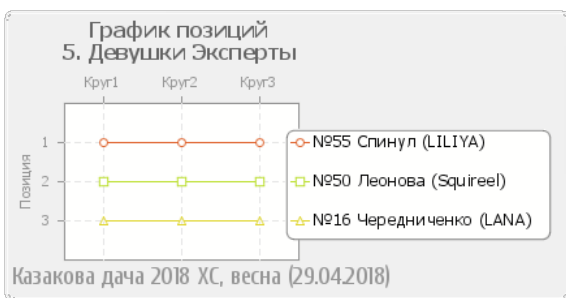 График позиций
5. Девушки Эксперты
Круг1 Круг2 Круг3
Позиция
1
2
3
№55 Спинул (LILIYA)
№50 Леонова (Squireel)
№16 Чередниченко (LANA)
Казакова дача 2018 XC, весна (29.04.2018)